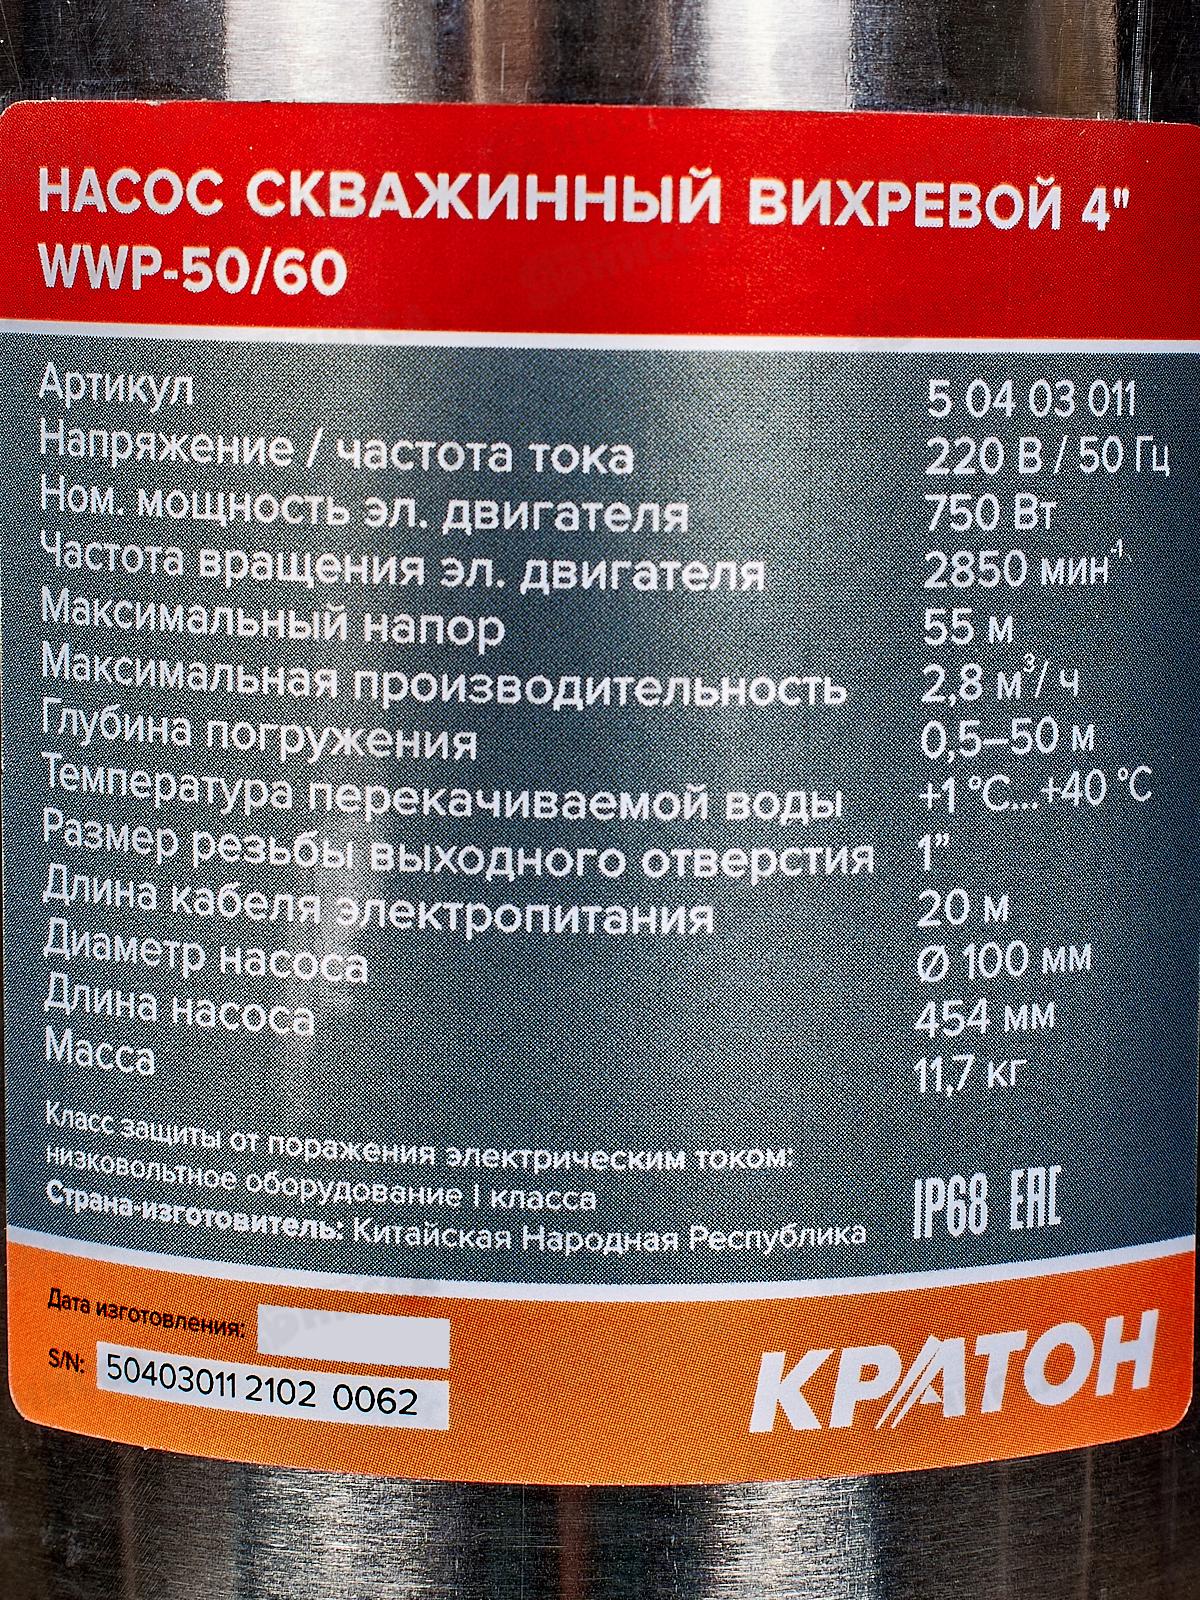 НАСОС СКВАЖИННЫЙ ВИХРЕВОЙ 4"
WWP-50/60
Артикул 5 04 03 011
Напряжение / частота тока 220 В / 50 Гц
Ном. мощность эл. двигателя 750 Вт
Частота вращения эл. двигателя 2850 мин⁻¹
Максимальный напор 55 м
Максимальная производительность 2,8 м³/ ч
Глубина погружения 0,5–50 м
Температура перекачиваемой воды +1 °С...+40 °С
Размер резьбы выходного отверстия 1”
Длина кабеля электропитания 20 м
Диаметр насоса Ø 100 мм
Длина насоса 454 мм
Масса 11,7 кг
Класс защиты от поражения электрическим током:
низковольтное оборудование I класса
Страна-изготовитель: Китайская Народная Республика
IP68 EAC
Дата изготовления:
S/N: 50403011 2102 0062
КРАТОН